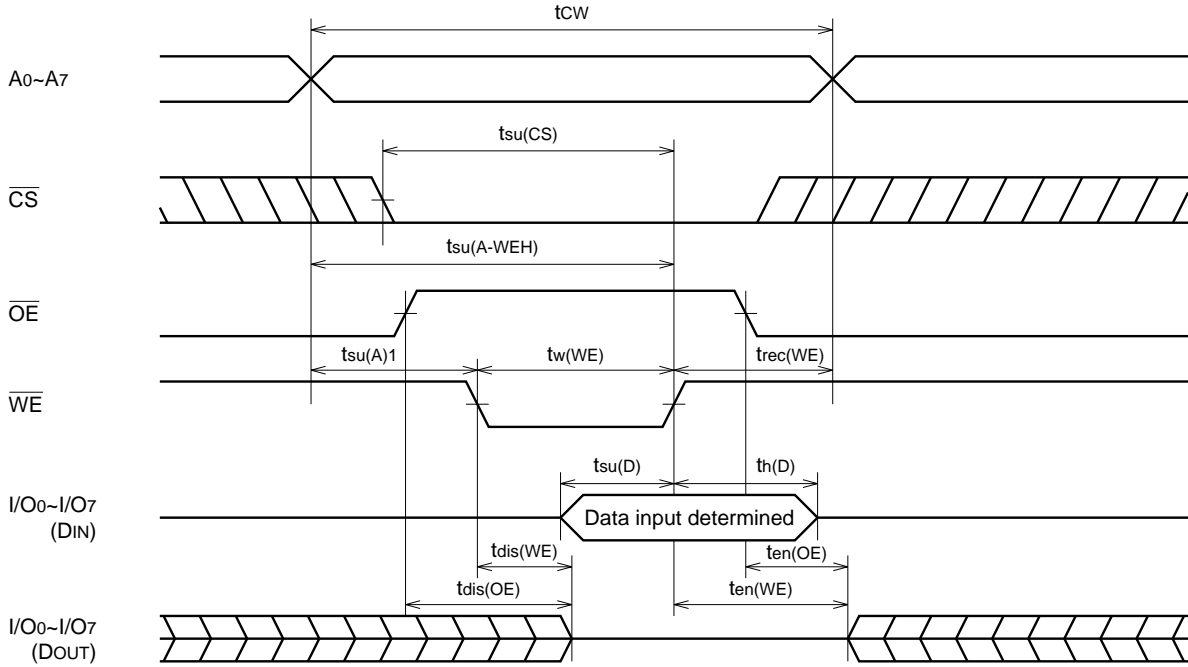 tCW
A0~A7
tsu(CS)
CS
tsu(A-WEH)
OE
tsu(A)1 tw(WE) trec(WE)
WE
tsu(D) th(D)
I/O0~I/O7
(DIN)
Data input determined
tdis(WE) ten(OE)
tdis(OE) ten(WE)
I/O0~I/O7
(DOUT)